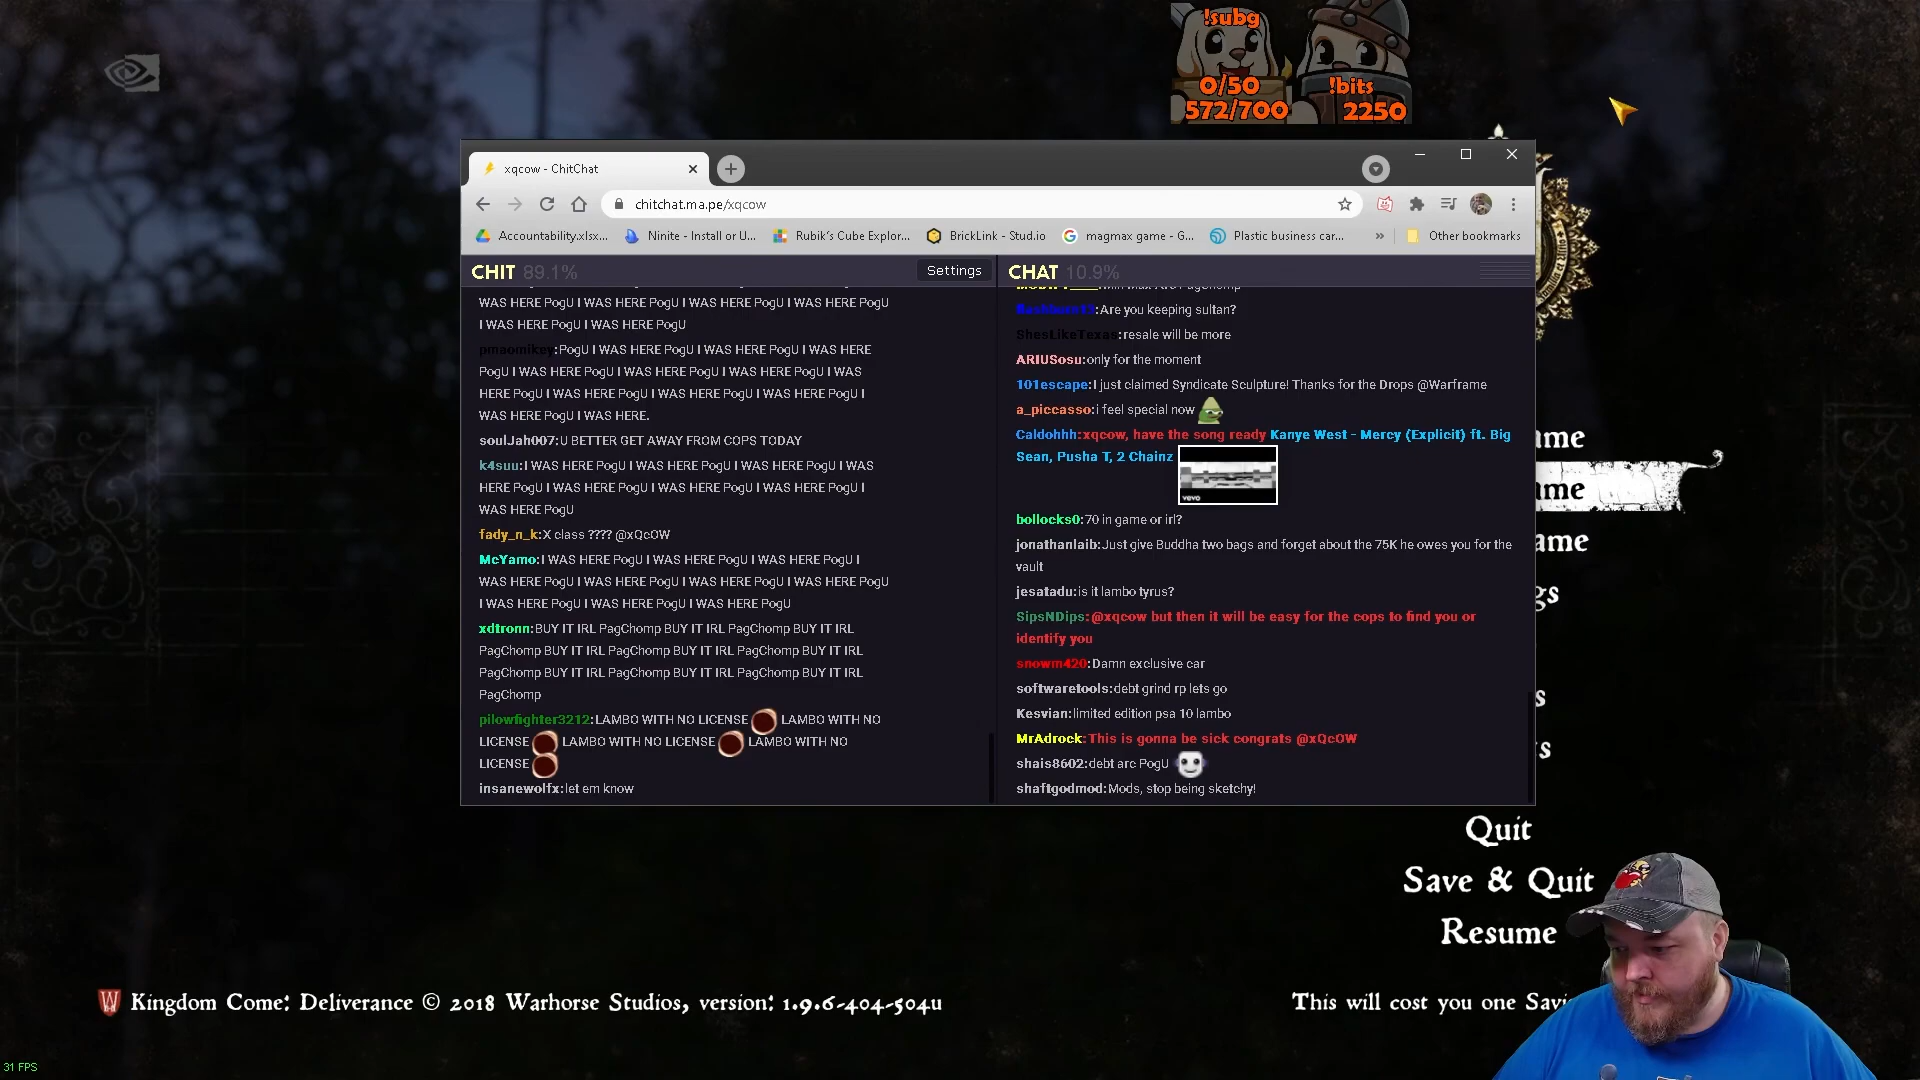 !subg
0/50
572/700
!bits
2250
xqcow - ChitChat
chitchat.ma.pe/xqcow
Accountability.xlsx...
Ninite - Install or U...
Rubik's Cube Explor...
BrickLink - Stud.io
magmax game - G...
Plastic business car...
»
Other bookmarks
CHIT 89.1%
Settings
WAS HERE PogU I WAS HERE PogU I WAS HERE PogU I WAS HERE PogU
I WAS HERE PogU I WAS HERE PogU
pmaomikey:PogU I WAS HERE PogU I WAS HERE PogU I WAS HERE
PogU I WAS HERE PogU I WAS HERE PogU I WAS HERE PogU I WAS
HERE PogU I WAS HERE PogU I WAS HERE PogU I WAS HERE PogU I
WAS HERE PogU I WAS HERE.
soulJah007:U BETTER GET AWAY FROM COPS TODAY
k4suu:I WAS HERE PogU I WAS HERE PogU I WAS HERE PogU I WAS
HERE PogU I WAS HERE PogU I WAS HERE PogU I WAS HERE PogU I
WAS HERE PogU
fady_n_k:X class ???? @xQcOW
McYamo:I WAS HERE PogU I WAS HERE PogU I WAS HERE PogU I
WAS HERE PogU I WAS HERE PogU I WAS HERE PogU I WAS HERE PogU
I WAS HERE PogU I WAS HERE PogU I WAS HERE PogU
xdtronn:BUY IT IRL PagChomp BUY IT IRL PagChomp BUY IT IRL
PagChomp BUY IT IRL PagChomp BUY IT IRL PagChomp BUY IT IRL
PagChomp BUY IT IRL PagChomp BUY IT IRL PagChomp BUY IT IRL
PagChomp
pilowfighter3212:LAMBO WITH NO LICENSE LAMBO WITH NO
LICENSE LAMBO WITH NO LICENSE LAMBO WITH NO
LICENSE
insanewolfx:let em know
CHAT 10.9%
:Are you keeping sultan?
ShesLikeTexas:resale will be more
ARIUSosu:only for the moment
101escape:I just claimed Syndicate Sculpture! Thanks for the Drops @Warframe
a_piccasso:i feel special now
Caldohhh:xqcow, have the song ready Kanye West - Mercy (Explicit) ft. Big
Sean, Pusha T, 2 Chainz
vevo
bollocks0:70 in game or irl?
jonathanlaib:Just give Buddha two bags and forget about the 75K he owes you for the
vault
jesatadu:is it lambo tyrus?
SipsNDips:@xqcow but then it will be easy for the cops to find you or
identify you
snowm420:Damn exclusive car
softwaretools:debt grind rp lets go
Kesvian:limited edition psa 10 lambo
MrAdrock:This is gonna be sick congrats @xQcOW
shais8602:debt arc PogU
shaftgodmod:Mods, stop being sketchy!
ame
ame
ame
gs
s
s
Quit
Save & Quit
Resume
Kingdom Come: Deliverance © 2018 Warhorse Studios, version: 1.9.6-404-504u
This will cost you one Savi
31 FPS